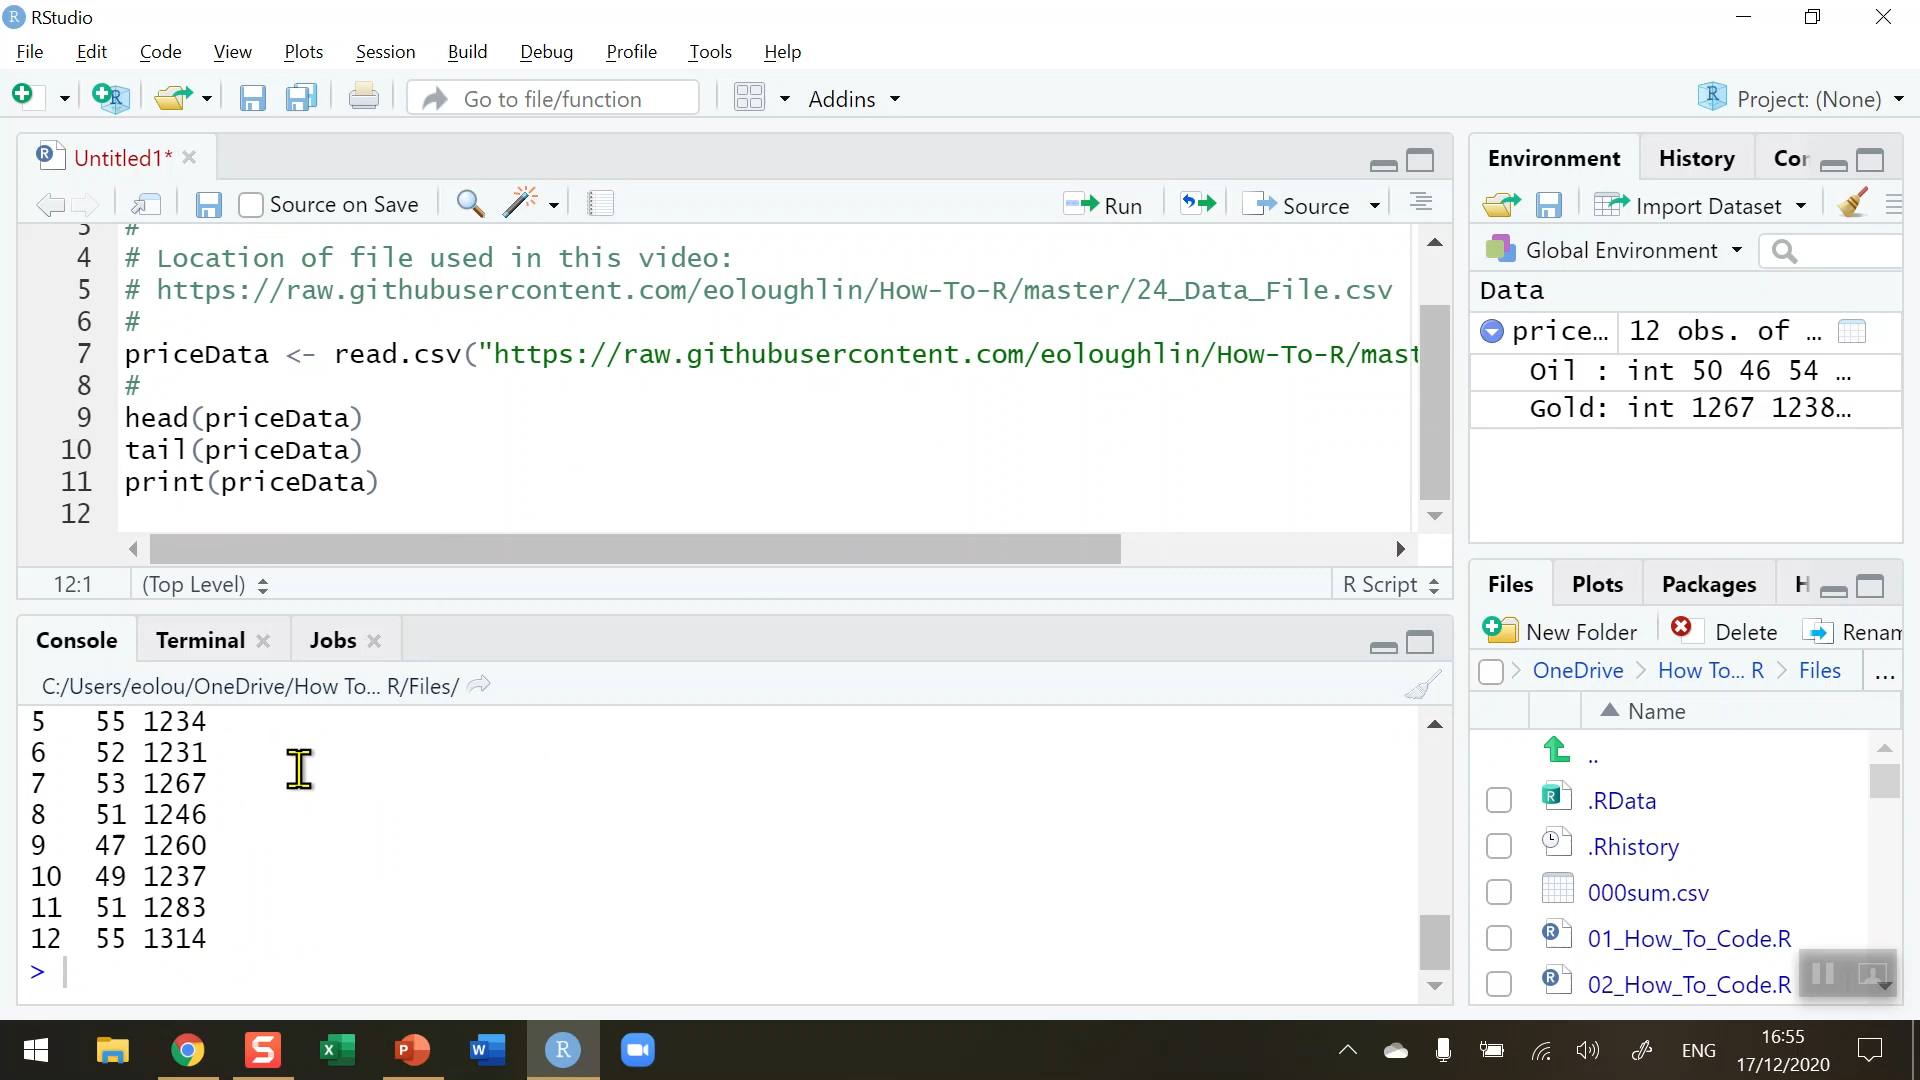 RStudio
File Edit Code View Plots Session Build Debug Profile Tools Help
Go to file/function Addins Project: (None)
Untitled1*
Source on Save Run Source
3 #
4 # Location of file used in this video:
5 # https://raw.githubusercontent.com/eoloughlin/How-To-R/master/24_Data_File.csv
6 #
7 priceData <- read.csv("https://raw.githubusercontent.com/eoloughlin/How-To-R/mast
8 #
9 head(priceData)
10 tail(priceData)
11 print(priceData)
12
12:1 (Top Level) R Script
Console Terminal Jobs
C:/Users/eolou/OneDrive/How To... R/Files/
5 55 1234
6 52 1231
7 53 1267
8 51 1246
9 47 1260
10 49 1237
11 51 1283
12 55 1314
>
Environment History Cor
Import Dataset
Global Environment
Data
price... 12 obs. of ...
Oil : int 50 46 54 ...
Gold: int 1267 1238...
Files Plots Packages H
New Folder Delete Renam
OneDrive How To... R Files ...
Name
..
.RData
.Rhistory
000sum.csv
01_How_To_Code.R
02_How_To_Code.R
ENG 16:55
17/12/2020